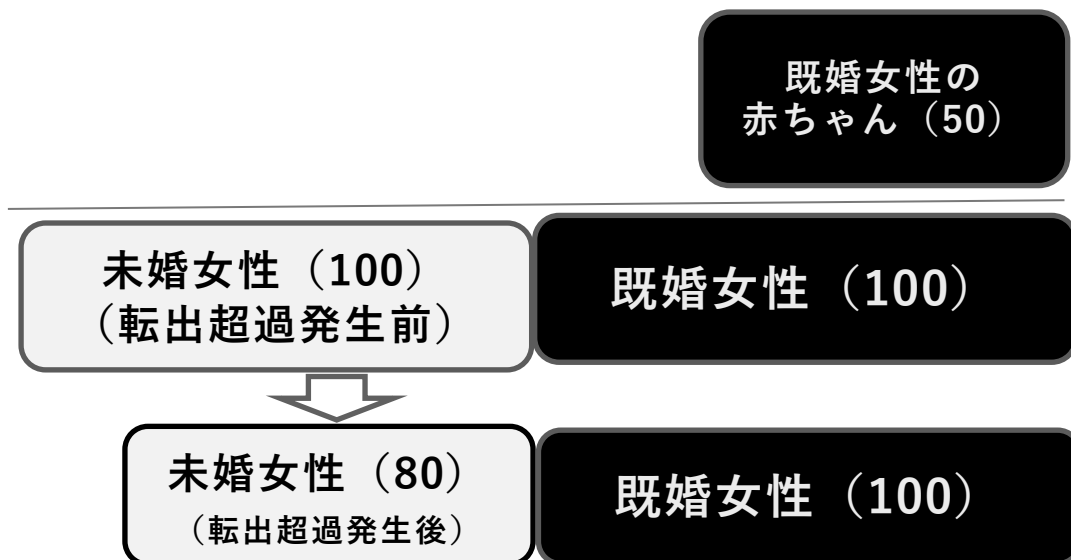 既婚女性の
赤ちゃん（50）
未婚女性（100）
（転出超過発生前）
既婚女性（100）
未婚女性（80）
（転出超過発生後）
既婚女性（100）